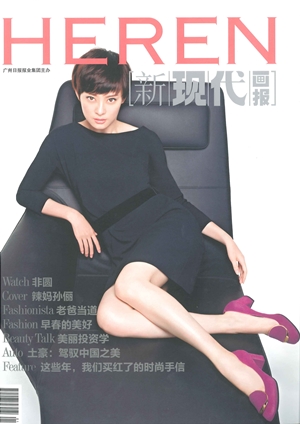 HEREN
广州日报报业集团主办
[新现代画报]
Watch 非圆
Cover 辣妈孙俪
Fashionista 老爸当道
Fashion 早春的美好
Beauty Talk 美丽投资学
Auto 土豪：驾驭中国之美
Feature 这些年，我们买红了的时尚手信